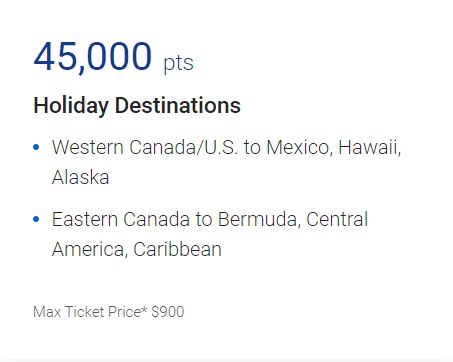 45,000 pts
Holiday Destinations
Western Canada/U.S. to Mexico, Hawaii,
Alaska
Eastern Canada to Bermuda, Central
America, Caribbean
Max Ticket Price* $900